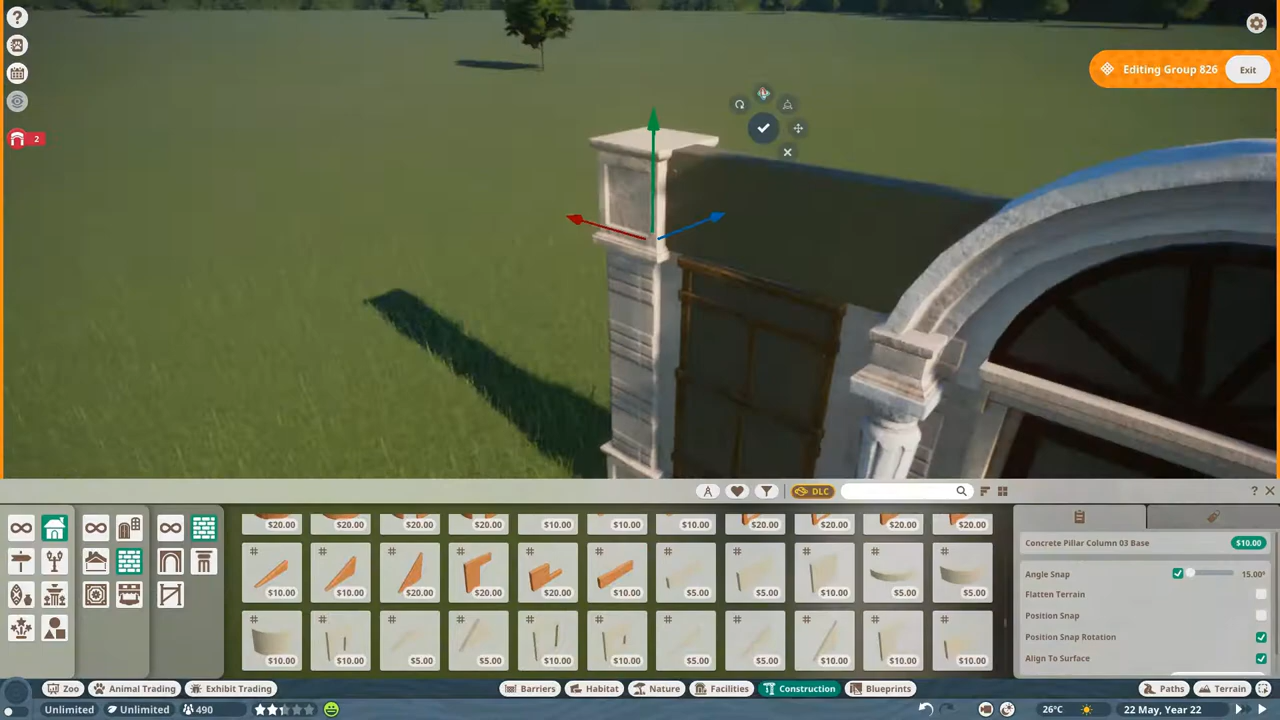 ?
Editing Group 826
Exit
2
DLC
? ×
$20.00 $20.00 $20.00 $20.00 $10.00 $10.00 $10.00 $20.00 $20.00 $20.00 $20.00
$10.00 $10.00 $20.00 $20.00 $20.00 $10.00 $5.00 $5.00 $10.00 $5.00 $5.00
$10.00 $10.00 $5.00 $5.00 $10.00 $10.00 $5.00 $5.00 $10.00 $10.00 $10.00
Concrete Pillar Column 03 Base $10.00
Angle Snap 15.00°
Flatten Terrain
Position Snap
Position Snap Rotation
Align To Surface
Zoo Animal Trading Exhibit Trading Barriers Habitat Nature Facilities Construction Blueprints Paths Terrain
Unlimited Unlimited 490 26°C 22 May, Year 22